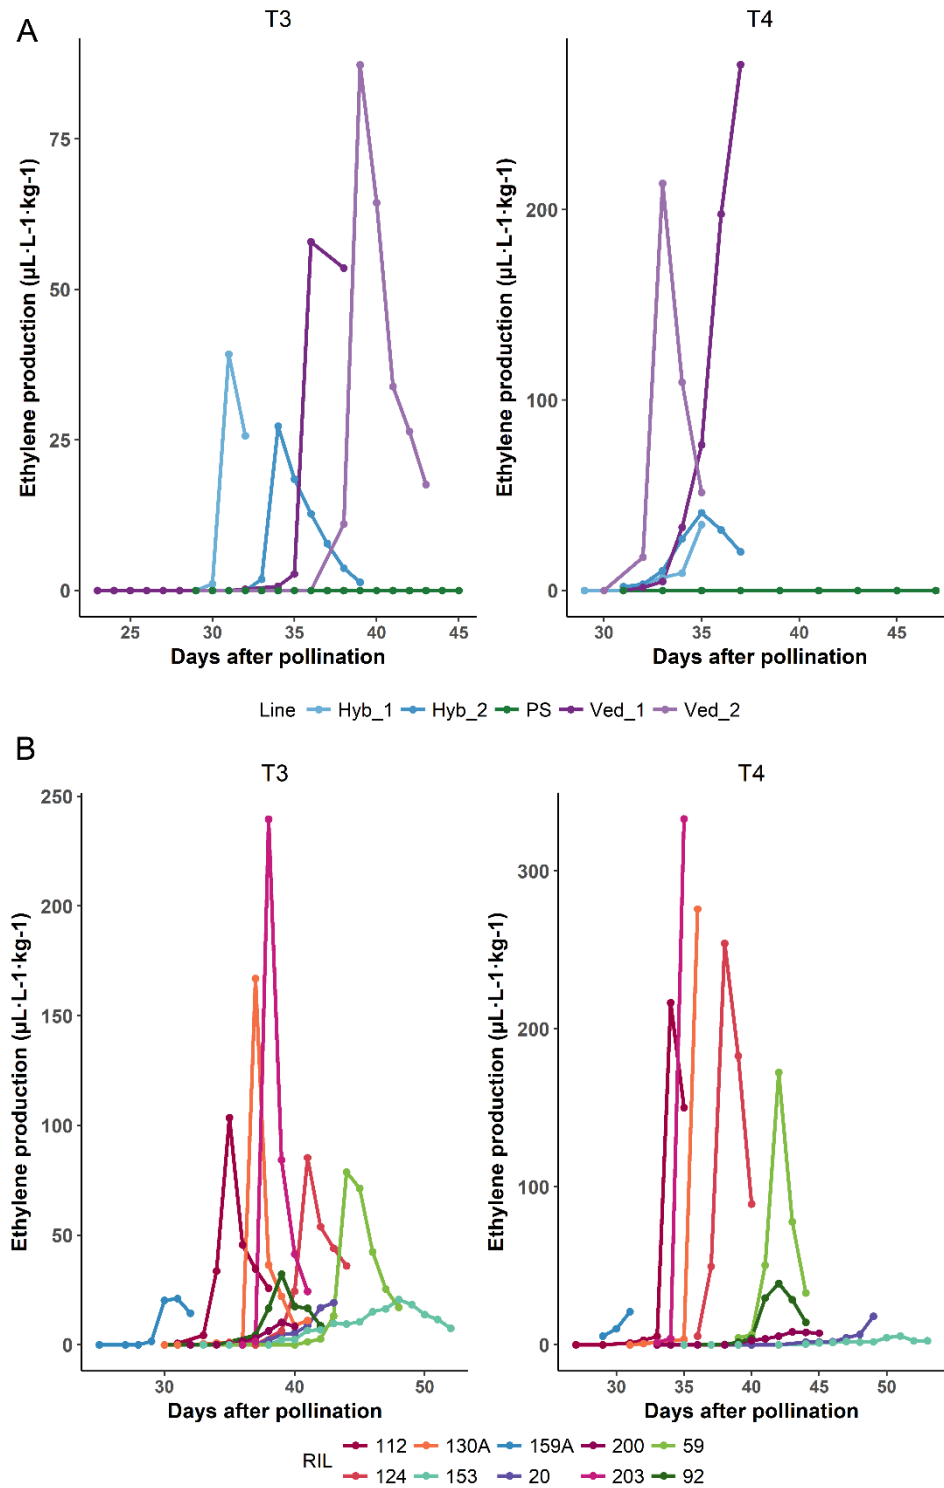 A
T3
T4
Ethylene production (µL·L-1·kg-1)
75
50
25
0
25
30
35
40
45
Days after pollination
Ethylene production (µL·L-1·kg-1)
200
100
0
30
35
40
45
Days after pollination
Line Hyb_1 Hyb_2 PS Ved_1 Ved_2
B
T3
T4
Ethylene production (µL·L-1·kg-1)
250
200
150
100
50
0
30
40
50
Days after pollination
Ethylene production (µL·L-1·kg-1)
300
200
100
0
30
35
40
45
50
Days after pollination
RIL
112 130A 159A 200 59
124 153 20 203 92